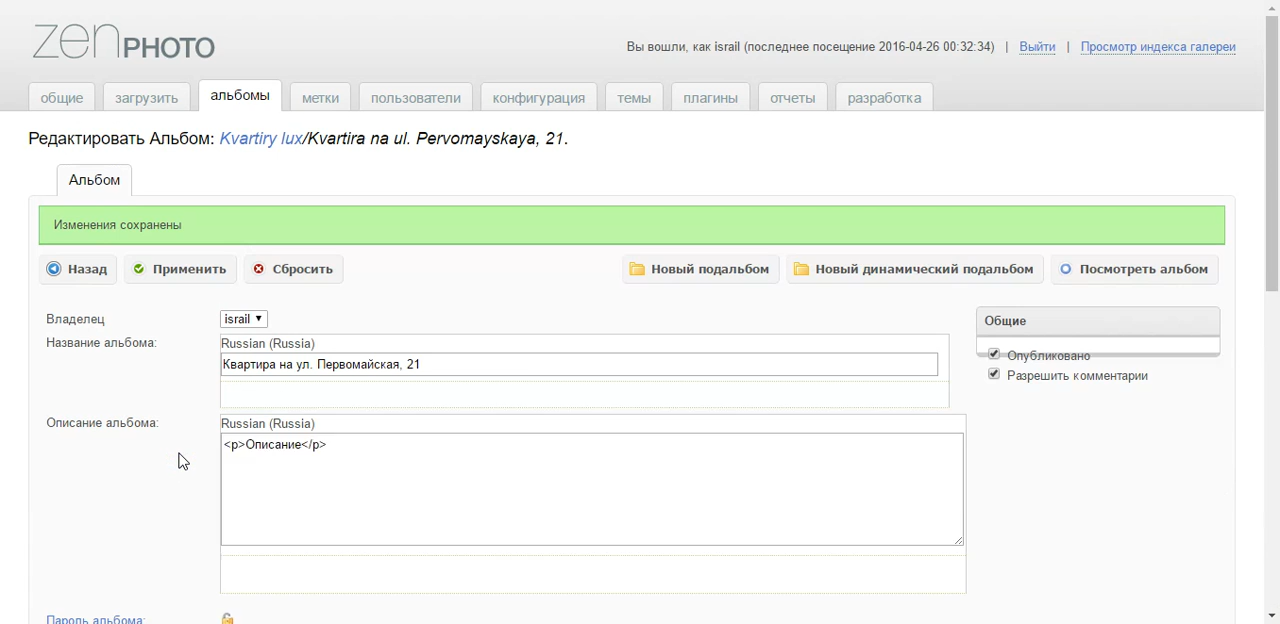 zenPHOTO
Вы вошли, как israil (последнее посещение 2016-04-26 00:32:34) | Выйти | Просмотр индекса галереи
общие загрузить альбомы метки пользователи конфигурация темы плагины отчеты разработка
Редактировать Альбом: Kvartiry lux/Kvartira na ul. Pervomayskaya, 21.
Альбом
Изменения сохранены
Назад Применить Сбросить Новый подальбом Новый динамический подальбом Посмотреть альбом
Владелец israil
Общие
Название альбома: Russian (Russia)
Квартира на ул. Первомайская, 21
Опубликовано
Разрешить комментарии
Описание альбома: Russian (Russia)
<p>Описание</p>
Пароль альбома: